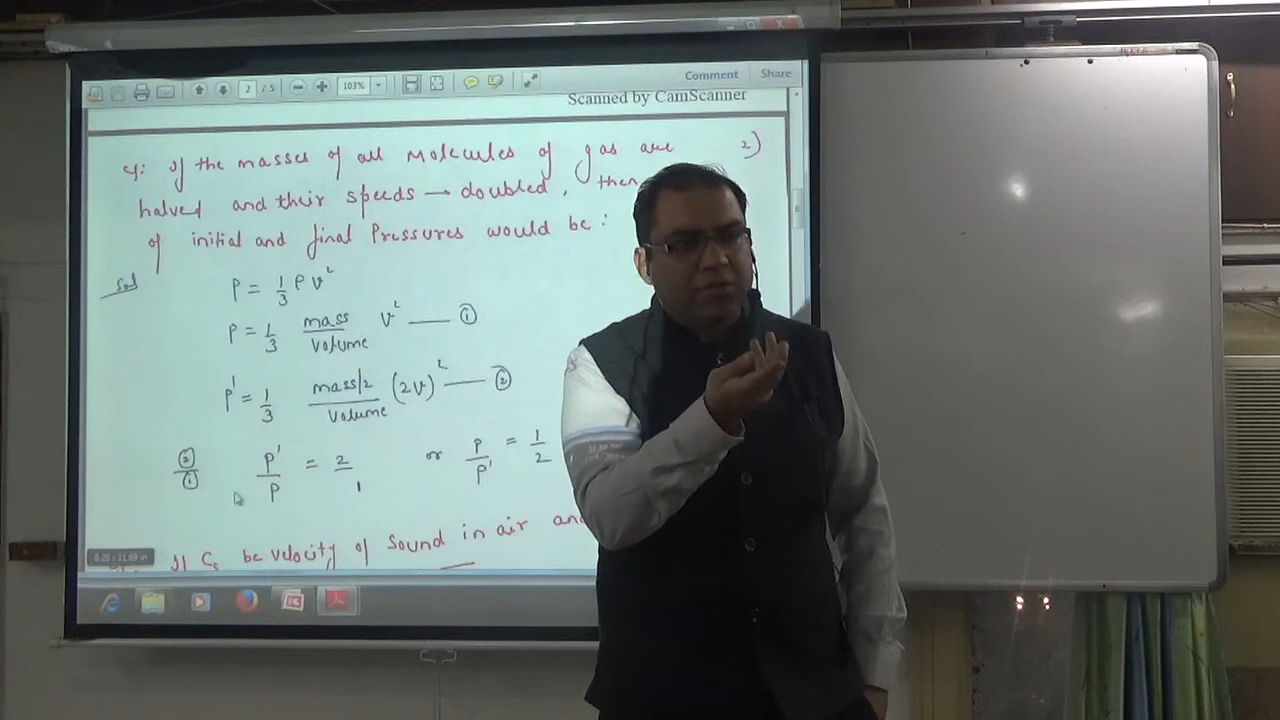 2 / 5
103%
Comment
Share
Scanned by CamScanner
If the masses of all molecules of gas are 2)
halved and their speeds → doubled, then
of initial and final Pressures would be:
Sol
P = 1/3 ρ v²
P = 1/3 mass/volume v² —— ①
P' = 1/3 mass/2/volume (2v)² —— ②
②/① P'/P = 2/1 or P/P' = 1/2
If Cs be velocity of sound in air and